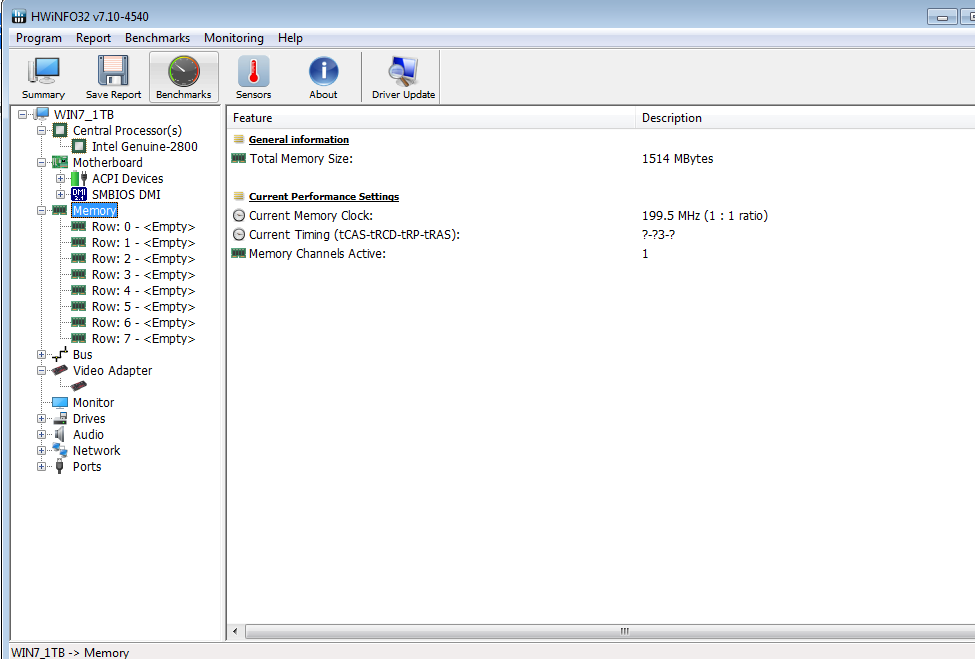 HWiNFO32 v7.10-4540
Program Report Benchmarks Monitoring Help
Summary Save Report Benchmarks Sensors About Driver Update
WIN7_1TB
Central Processor(s)
Intel Genuine-2800
Motherboard
ACPI Devices
DMI 2.1 SMBIOS DMI
Memory
Row: 0 - <Empty>
Row: 1 - <Empty>
Row: 2 - <Empty>
Row: 3 - <Empty>
Row: 4 - <Empty>
Row: 5 - <Empty>
Row: 6 - <Empty>
Row: 7 - <Empty>
Bus
Video Adapter
Monitor
Drives
Audio
Network
Ports
Feature Description
General information
Total Memory Size: 1514 MBytes
Current Performance Settings
Current Memory Clock: 199.5 MHz (1 : 1 ratio)
Current Timing (tCAS-tRCD-tRP-tRAS): ?-?3-?
Memory Channels Active: 1
WIN7_1TB -> Memory